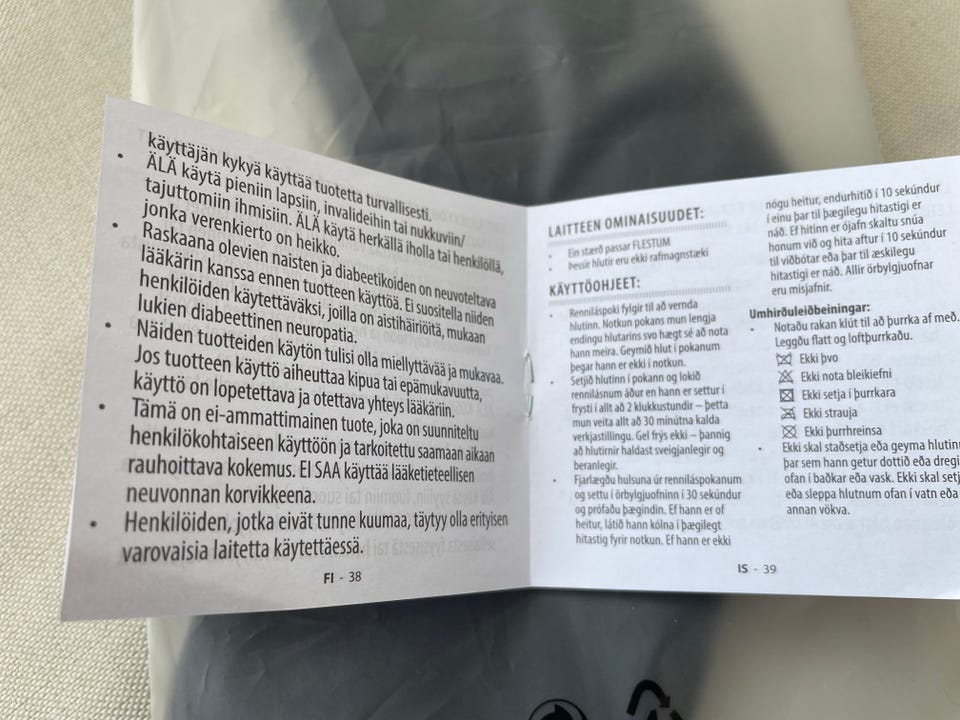 käyttäjän kykyä käyttää tuotetta turvallisesti.
• ÄLÄ käytä pieniin lapsiin, invalideihin tai nukkuviin/
tajuttomiin ihmisiin. ÄLÄ käytä herkällä iholla tai henkilöllä,
jonka verenkierto on heikko.
• Raskaana olevien naisten ja diabeetikoiden on neuvoteltava
lääkärin kanssa ennen tuotteen käyttöä. Ei suositella niiden
henkilöiden käytettäväksi, joilla on aistihäiriöitä, mukaan
lukien diabeettinen neuropatia.
• Näiden tuotteiden käytön tulisi olla miellyttävää ja mukavaa.
Jos tuotteen käyttö aiheuttaa kipua tai epämukavuutta,
käyttö on lopetettava ja otettava yhteys lääkäriin.
• Tämä on ei-ammattimainen tuote, joka on suunniteltu
henkilökohtaiseen käyttöön ja tarkoitettu saamaan aikaan
rauhoittava kokemus. EI SAA käyttää lääketieteellisen
neuvonnan korvikkeena.
• Henkilöiden, jotka eivät tunne kuumaa, täytyy olla erityisen
varovaisia laitetta käytettäessä.
FI - 38
LAITTEEN OMINAISUUDET:
• Ein stærð passar FLESTUM
• Þessir hlutir eru ekki rafmagnstæki
KÄYTTÖOHJEET:
• Renniláspoki fylgir til að vernda
hlutinn. Notkun pokans mun lengja
endingu hlutarins svo hægt sé að nota
hann meira. Geymið hlut í pokanum
þegar hann er ekki í notkun.
• Setjið hlutinn í pokann og lokið
rennilásnum áður en hann er settur í
frysti í allt að 2 klukkustundir – þetta
mun veita allt að 30 mínútna kalda
verkjastillingu. Gel frýs ekki – þannig
að hlutirnir haldast sveigjanlegir og
beranlegir.
• Fjarlægðu hulsuna úr renniláspokanum
og settu í örbylgjuofninn í 30 sekúndur
og prófaðu þægindin. Ef hann er of
heitur, látið hann kólna í þægilegt
hitastig fyrir notkun. Ef hann er ekki
nógu heitur, endurhitið í 10 sekúndur
í einu þar til þægilegu hitastigi er
náð. Ef hitinn er ójafn skaltu snúa
honum við og hita aftur í 10 sekúndur
til viðbótar eða þar til æskilegu
hitastigi er náð. Allir örbylgjuofnar
eru misjafnir.
Umhirðuleiðbeiningar:
• Notaðu rakan klút til að þurrka af með.
Leggðu flatt og loftþurrkaðu.
Ekki þvo
Ekki nota bleikiefni
Ekki setja í þurrkara
Ekki strauja
Ekki þurrhreinsa
• Ekki skal staðsetja eða geyma hlutinn
þar sem hann getur dottið eða dregi
ofan í baðkar eða vask. Ekki skal setj
eða sleppa hlutnum ofan í vatn eða
annan vökva.
IS - 39